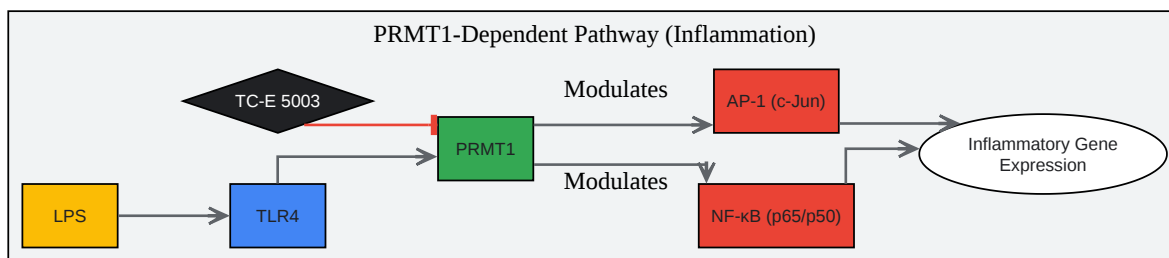 PRMT1-Dependent Pathway (Inflammation)
TC-E 5003
Modulates
AP-1 (c-Jun)
PRMT1
Inflammatory Gene
Expression
Modulates
LPS
TLR4
NF-κB (p65/p50)